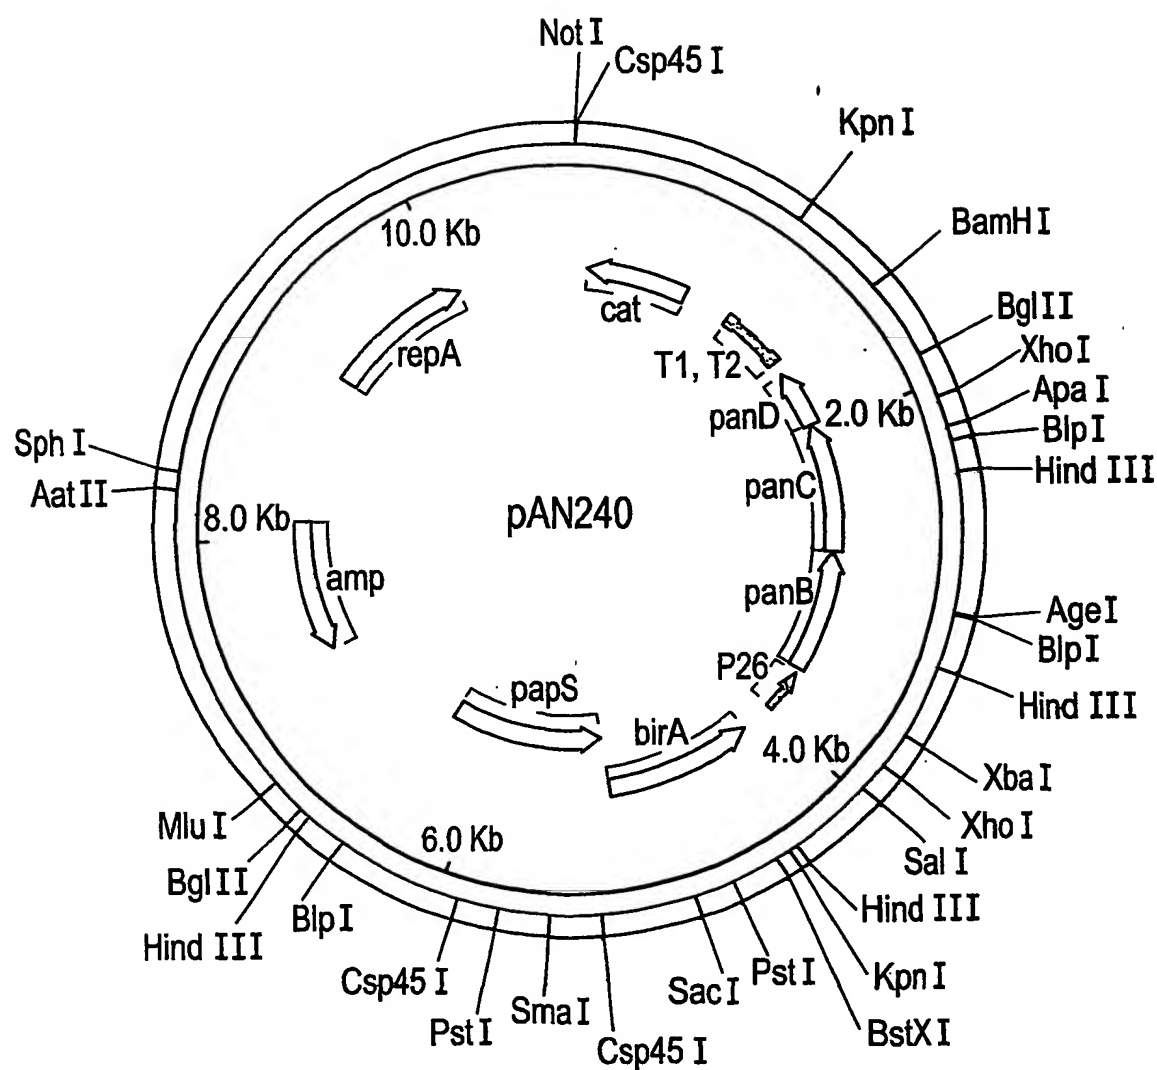 Not I
Csp45 I
Kpn I
BamH I
Bgl II
Xho I
Apa I
Blp I
Hind III
Age I
Blp I
Hind III
Xba I
Xho I
Sal I
Hind III
Kpn I
BstX I
Pst I
Sac I
Csp45 I
Sma I
Pst I
Csp45 I
Blp I
Hind III
Bgl II
Mlu I
Aat II
Sph I
10.0 Kb
2.0 Kb
4.0 Kb
6.0 Kb
8.0 Kb
cat
T1, T2
panD
panC
panB
P26
birA
papS
amp
repA
pAN240